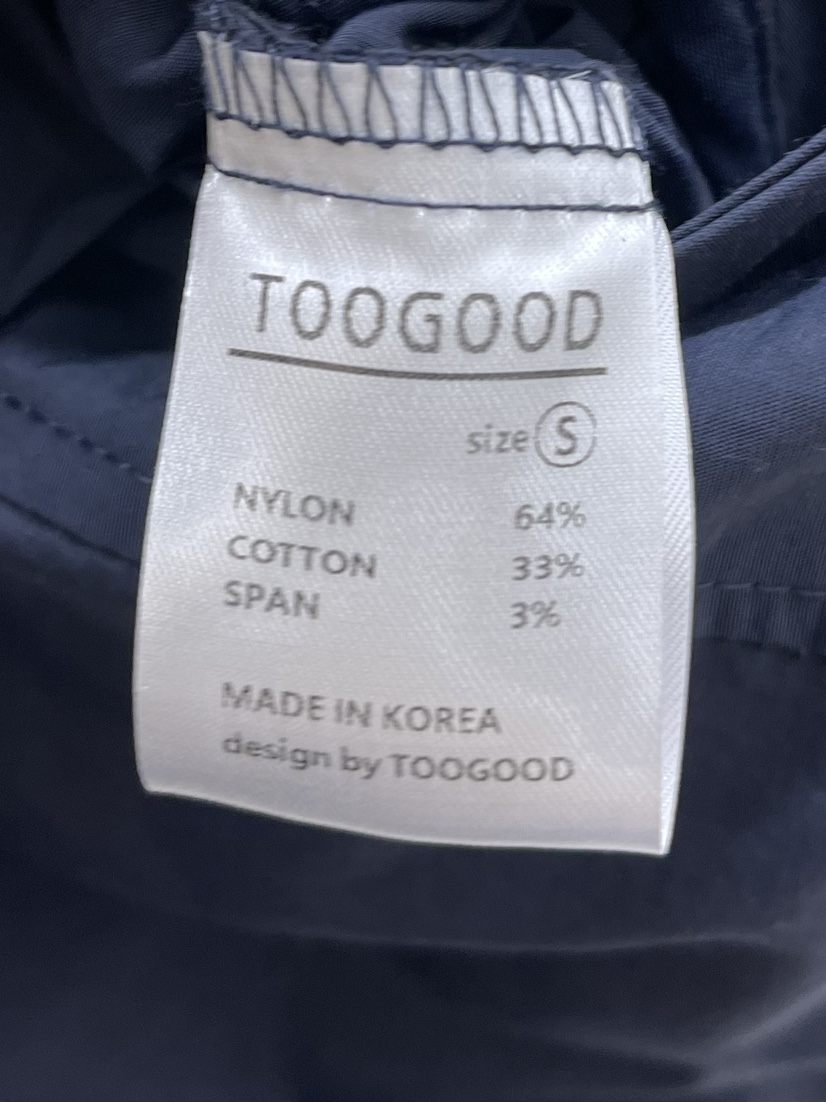 TOOGOOD
size S
NYLON 64%
COTTON 33%
SPAN 3%
MADE IN KOREA
design by TOOGOOD